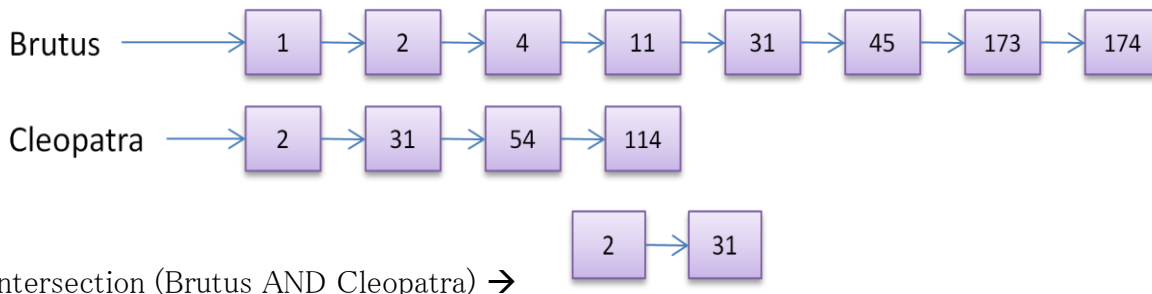 Brutus 1 2 4 11 31 45 173 174
Cleopatra 2 31 54 114
2 31
ntersection (Brutus AND Cleopatra) →